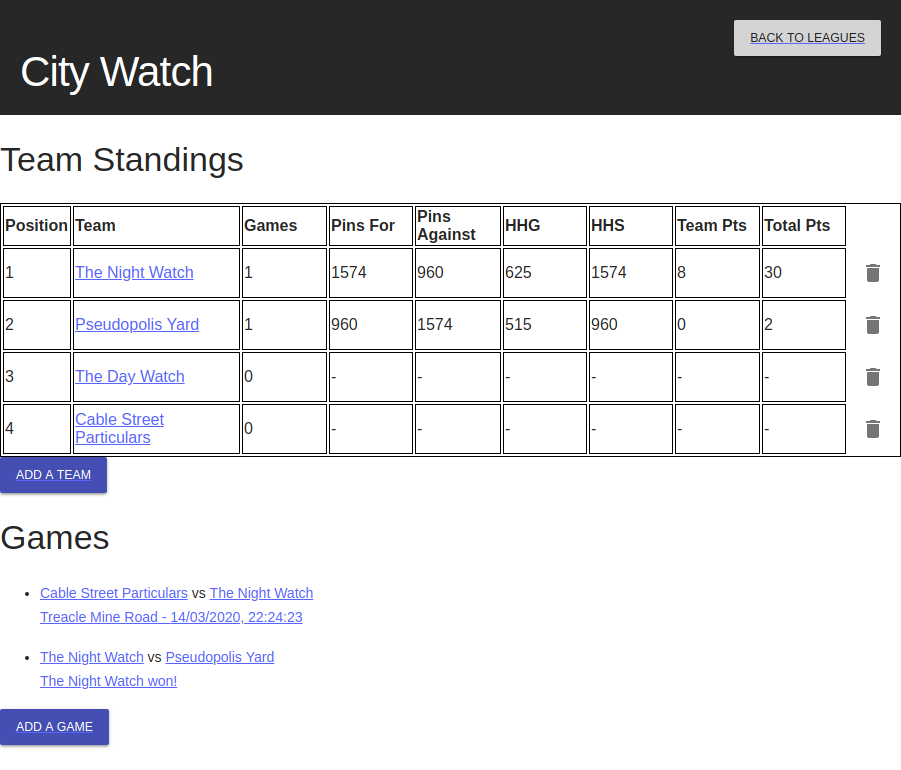 BACK TO LEAGUES
City Watch
Team Standings
Position Team Games Pins For Pins Against HHG HHS Team Pts Total Pts
1 The Night Watch 1 1574 960 625 1574 8 30
2 Pseudopolis Yard 1 960 1574 515 960 0 2
3 The Day Watch 0 - - - - - -
4 Cable Street Particulars 0 - - - - - -
ADD A TEAM
Games
Cable Street Particulars vs The Night Watch
Treacle Mine Road - 14/03/2020, 22:24:23
The Night Watch vs Pseudopolis Yard
The Night Watch won!
ADD A GAME